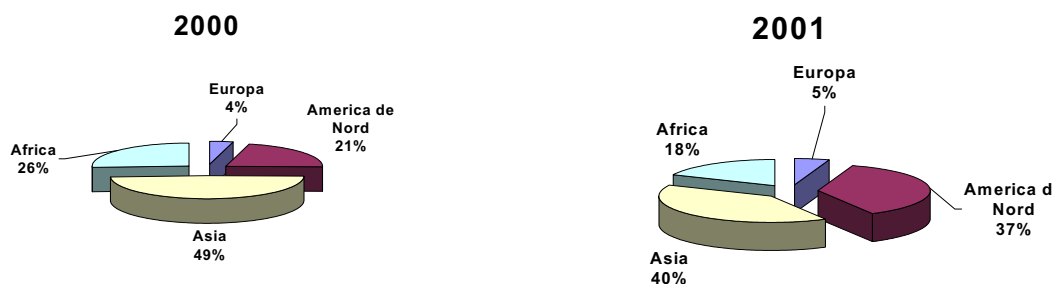 2000
Europa
4%
America de
Nord
21%
Africa
26%
Asia
49%
2001
Europa
5%
Africa
18%
America d
Nord
37%
Asia
40%